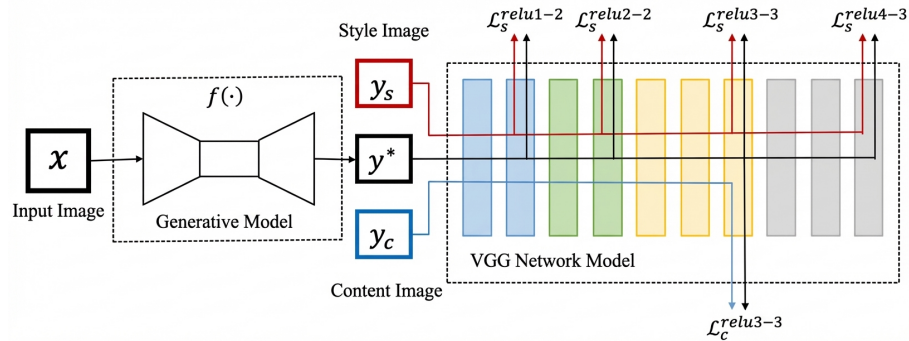 ℒ_s^{relu1−2} ℒ_s^{relu2−2} ℒ_s^{relu3−3} ℒ_s^{relu4−3}
Style Image
y_s
f(·)
x
y*
Input Image
Generative Model
y_c
VGG Network Model
Content Image
ℒ_c^{relu3−3}